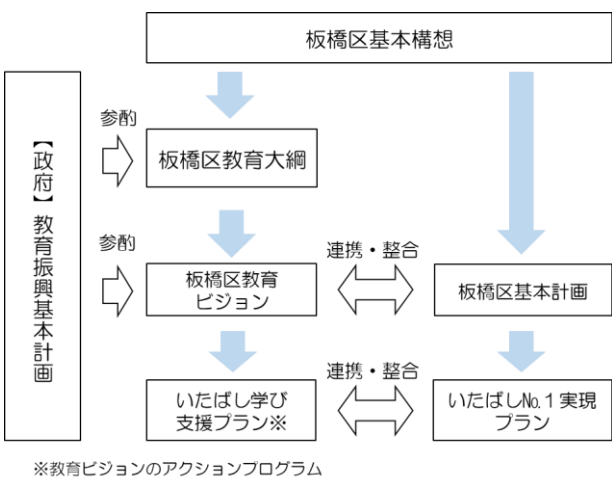 板橋区基本構想
【政府】教育振興基本計画
参酌
板橋区教育大綱
参酌
板橋区教育
ビジョン
連携・整合
板橋区基本計画
いたばし学び
支援プラン※
連携・整合
いたばし№1実現
プラン
※教育ビジョンのアクションプログラム